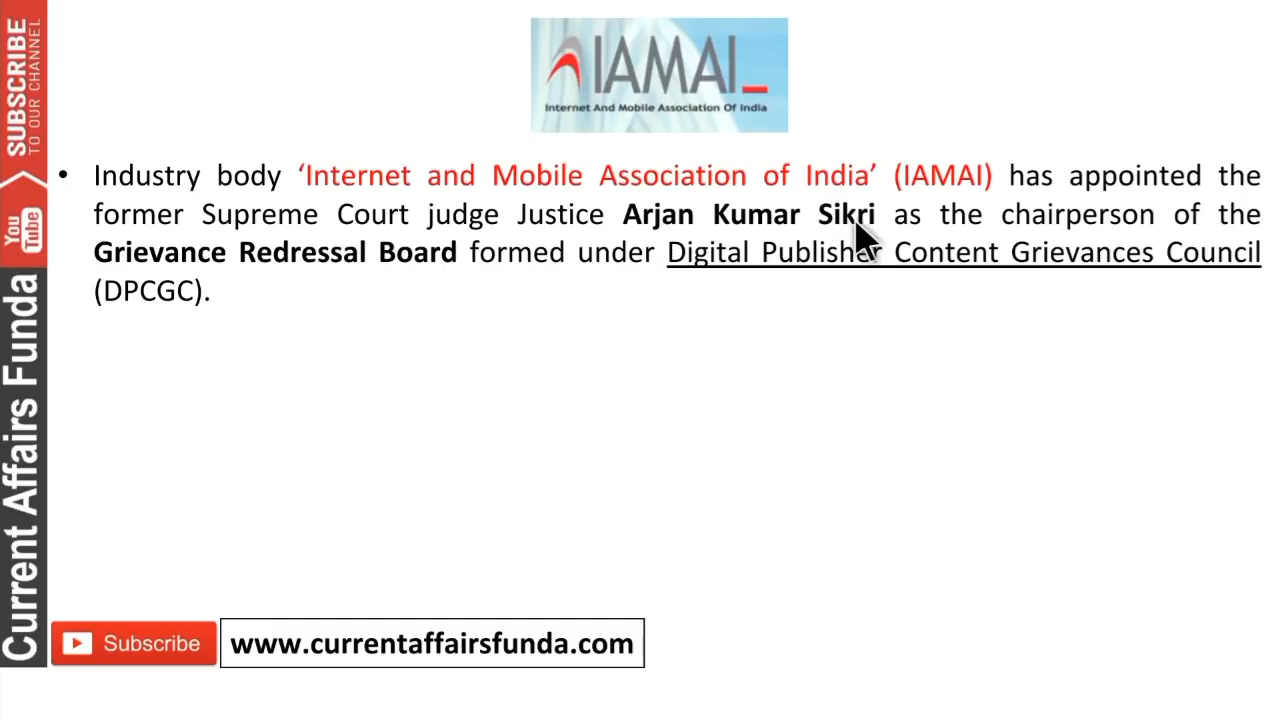 IAMAI
Internet And Mobile Association Of India
• Industry body ‘Internet and Mobile Association of India’ (IAMAI) has appointed the
former Supreme Court judge Justice Arjan Kumar Sikri as the chairperson of the
Grievance Redressal Board formed under Digital Publisher Content Grievances Council
(DPCGC).
SUBSCRIBE
TO OUR CHANNEL
You Tube
Current Affairs Funda
Subscribe
www.currentaffairsfunda.com